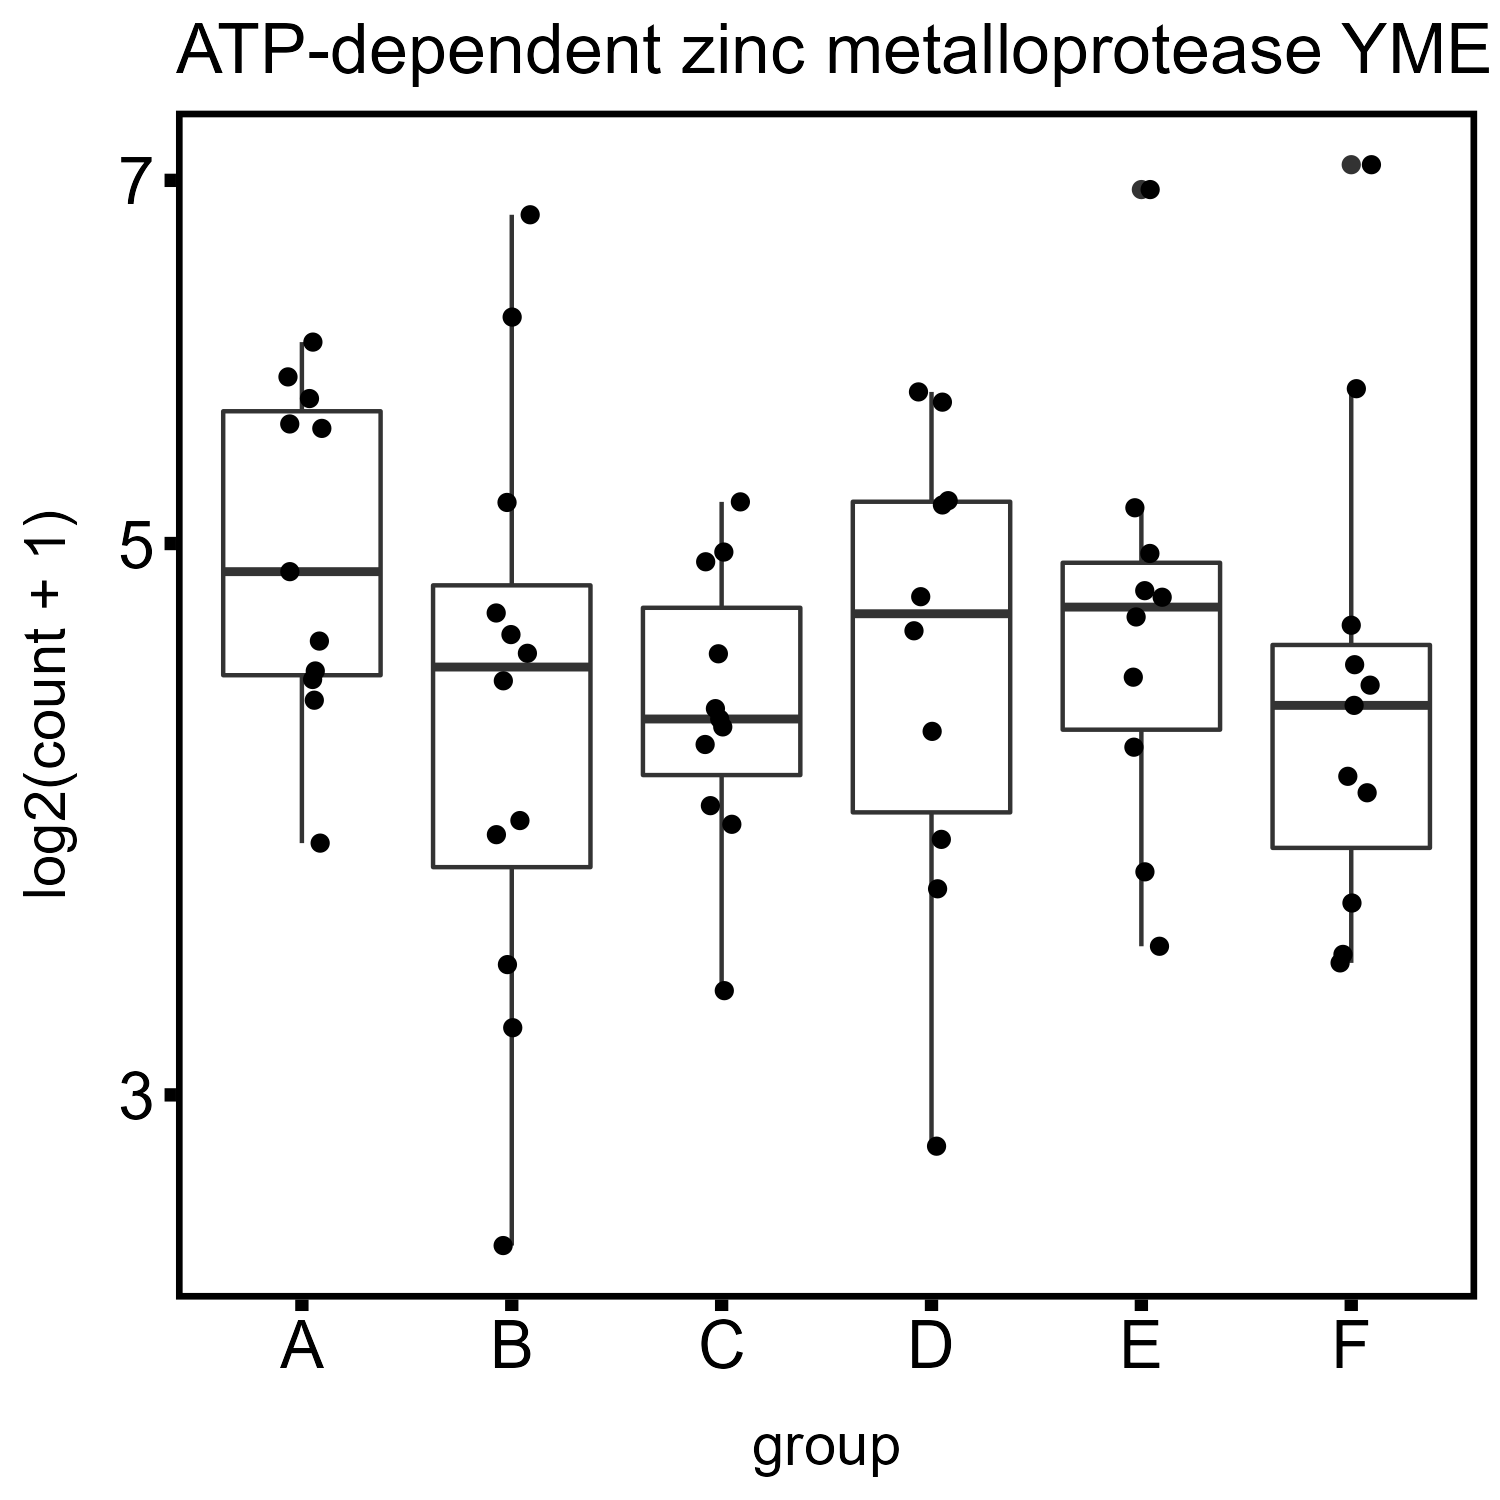 ATP-dependent zinc metalloprotease YME
7
5
3
log2(count + 1)
A B C D E F
group